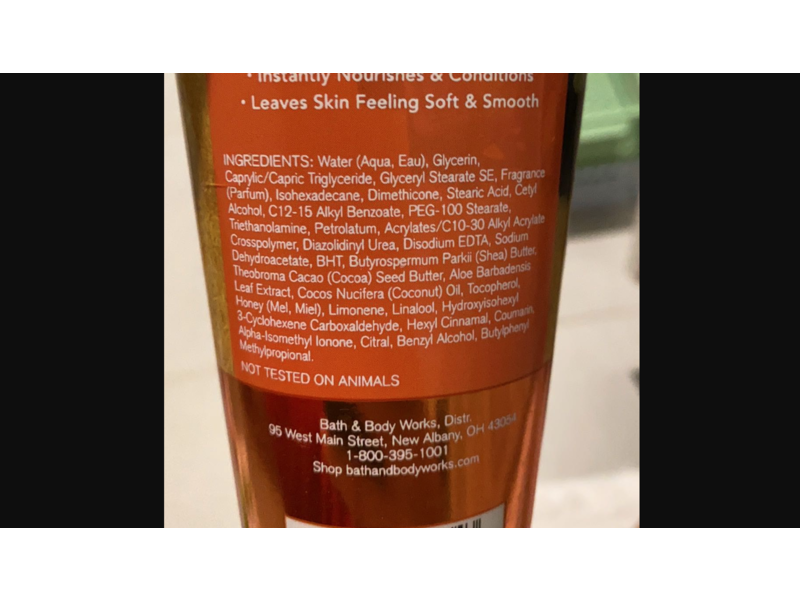 • Instantly Nourishes & Conditions
• Leaves Skin Feeling Soft & Smooth
INGREDIENTS: Water (Aqua, Eau), Glycerin,
Caprylic/Capric Triglyceride, Glyceryl Stearate SE, Fragrance
(Parfum), Isohexadecane, Dimethicone, Stearic Acid, Cetyl
Alcohol, C12-15 Alkyl Benzoate, PEG-100 Stearate,
Triethanolamine, Petrolatum, Acrylates/C10-30 Alkyl Acrylate
Crosspolymer, Diazolidinyl Urea, Disodium EDTA, Sodium
Dehydroacetate, BHT, Butyrospermum Parkii (Shea) Butter,
Theobroma Cacao (Cocoa) Seed Butter, Aloe Barbadensis
Leaf Extract, Cocos Nucifera (Coconut) Oil, Tocopherol,
Honey (Mel, Miel), Limonene, Linalool, Hydroxyisohexyl
3-Cyclohexene Carboxaldehyde, Hexyl Cinnamal, Coumarin,
Alpha-Isomethyl Ionone, Citral, Benzyl Alcohol, Butylphenyl
Methylpropional.
NOT TESTED ON ANIMALS
Bath & Body Works, Distr.
95 West Main Street, New Albany, OH 43054
1-800-395-1001
Shop bathandbodyworks.com